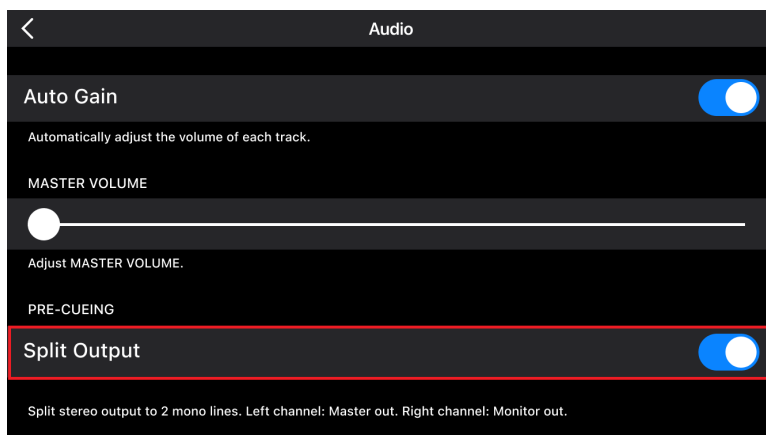 Audio
Auto Gain
Automatically adjust the volume of each track.
MASTER VOLUME
Adjust MASTER VOLUME.
PRE-CUEING
Split Output
Split stereo output to 2 mono lines. Left channel: Master out. Right channel: Monitor out.